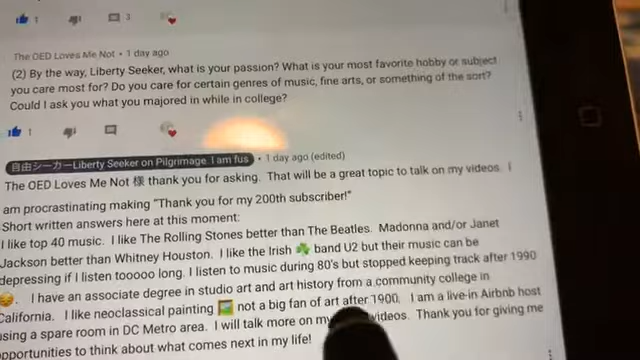 1
3
The OED Loves Me Not • 1 day ago
(2) By the way, Liberty Seeker, what is your passion? What is your most favorite hobby or subject
you care most for? Do you care for certain genres of music, fine arts, or something of the sort?
Could I ask you what you majored in while in college?
1
自由シーカーLiberty Seeker on Pilgrimage. I am fus • 1 day ago (edited)
The OED Loves Me Not 様 thank you for asking. That will be a great topic to talk on my videos. I
am procrastinating making "Thank you for my 200th subscriber!"
Short written answers here at this moment:
I like top 40 music. I like The Rolling Stones better than The Beatles. Madonna and/or Janet
Jackson better than Whitney Houston. I like the Irish ☘️ band U2 but their music can be
depressing if I listen tooooo long. I listen to music during 80's but stopped keeping track after 1990
. I have an associate degree in studio art and art history from a community college in
California. I like neoclassical painting 🖼️ not a big fan of art after 1900. I am a live-in Airbnb host
using a spare room in DC Metro area. I will talk more on my videos. Thank you for giving me
opportunities to think about what comes next in my life!